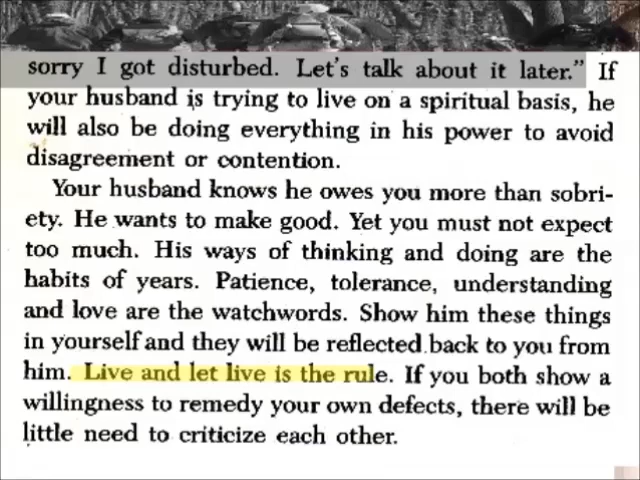 sorry I got disturbed. Let's talk about it later." If
your husband is trying to live on a spiritual basis, he
will also be doing everything in his power to avoid
disagreement or contention.
Your husband knows he owes you more than sobri-
ety. He wants to make good. Yet you must not expect
too much. His ways of thinking and doing are the
habits of years. Patience, tolerance, understanding
and love are the watchwords. Show him these things
in yourself and they will be reflected back to you from
him. Live and let live is the rule. If you both show a
willingness to remedy your own defects, there will be
little need to criticize each other.